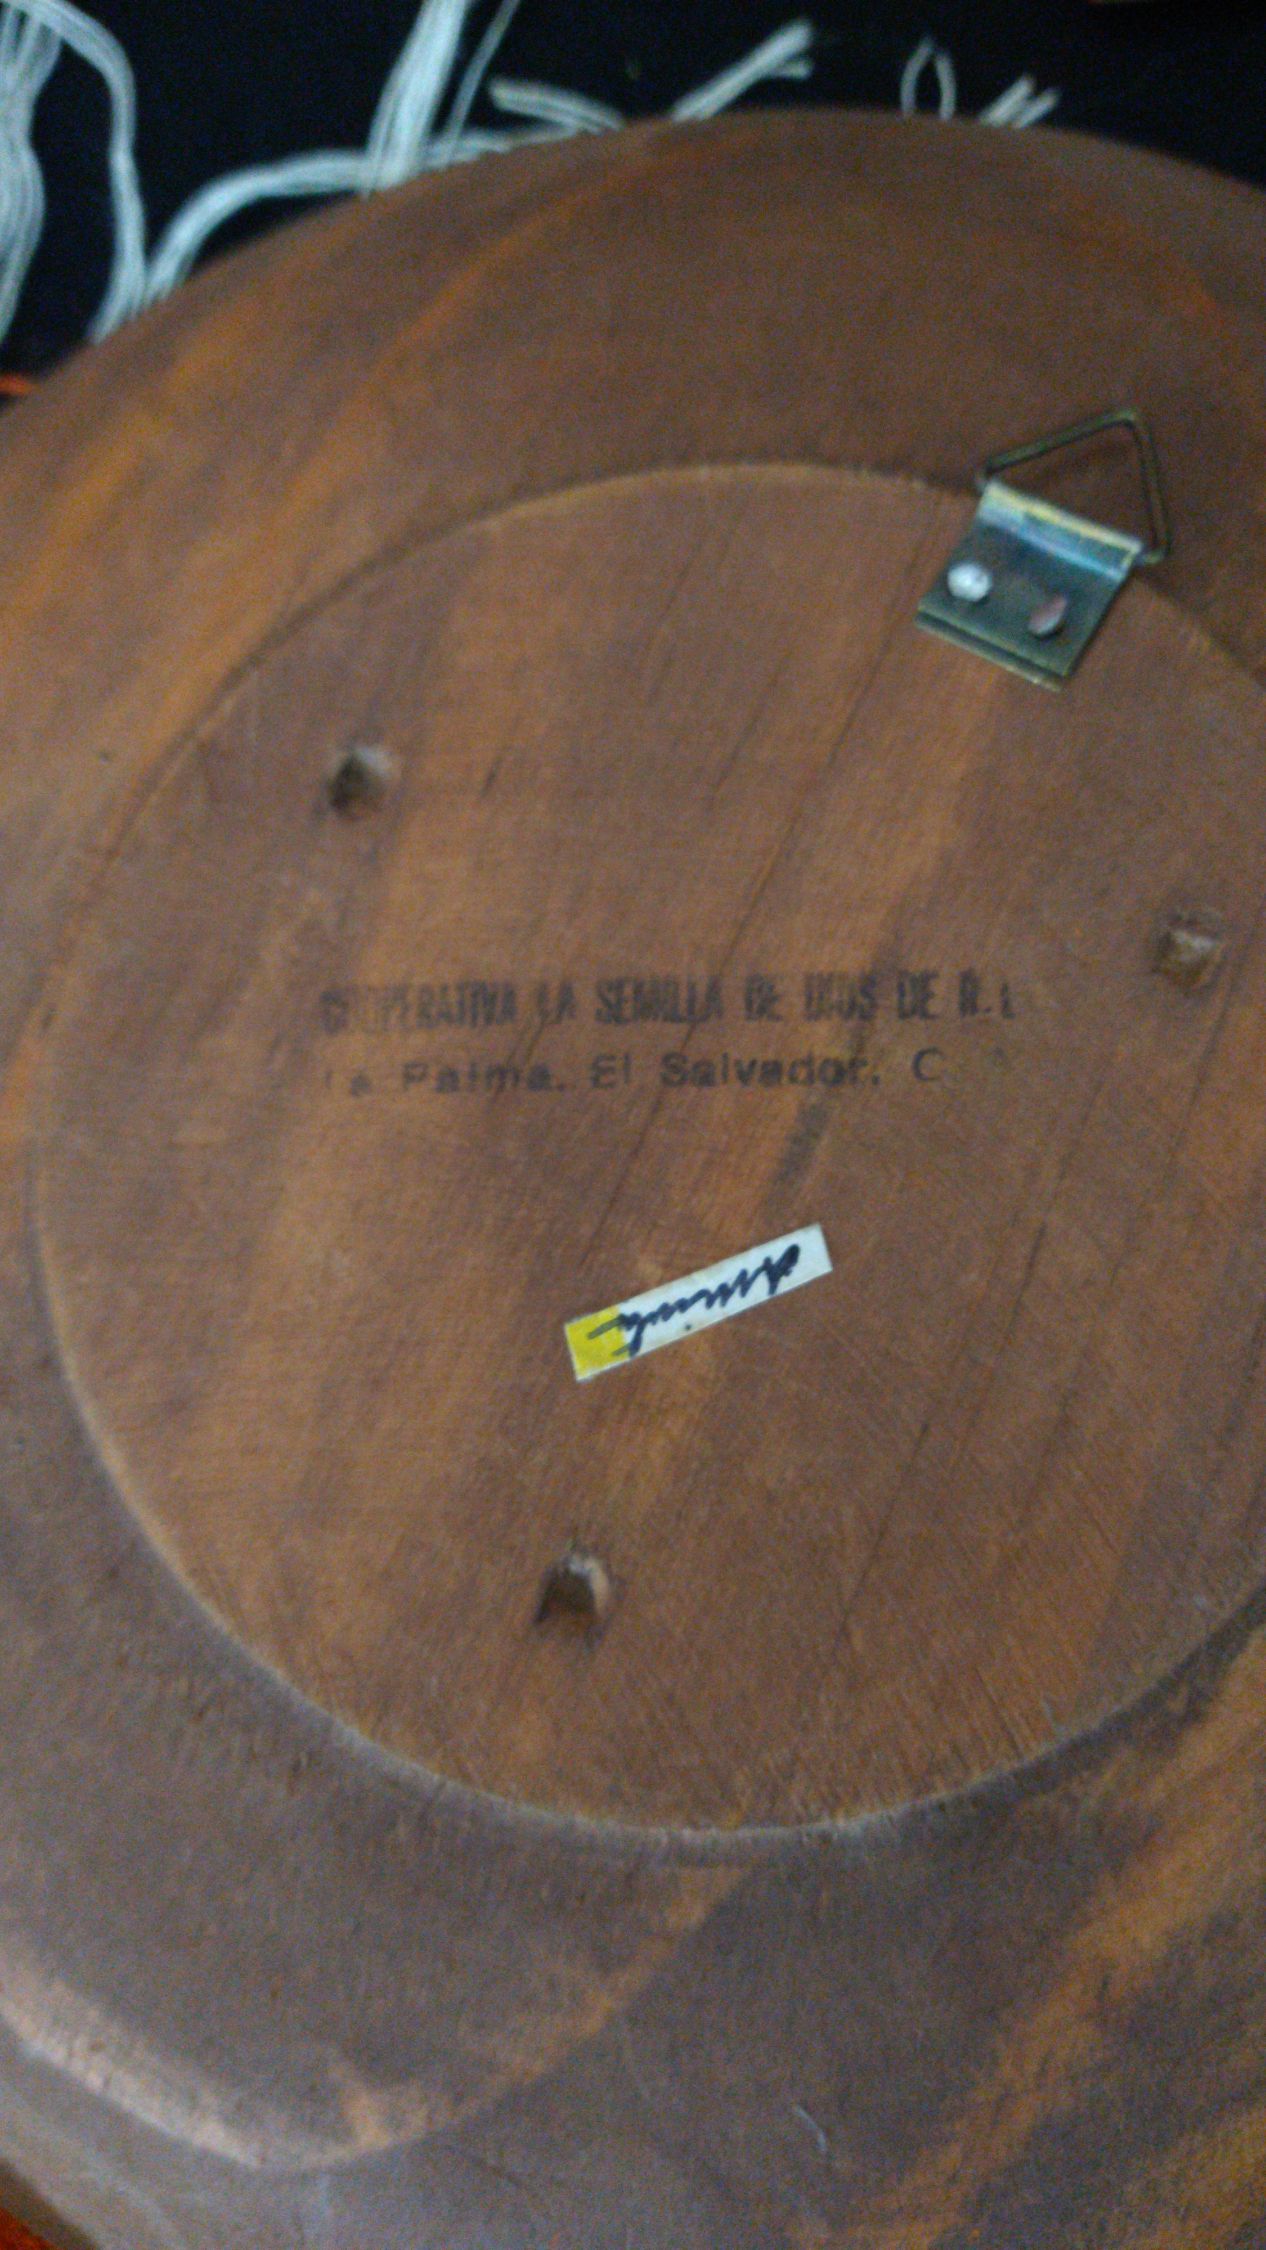 COOPERATIVA LA SEMILLA DE DIOS DE R.L
La Palma. El Salvador. C